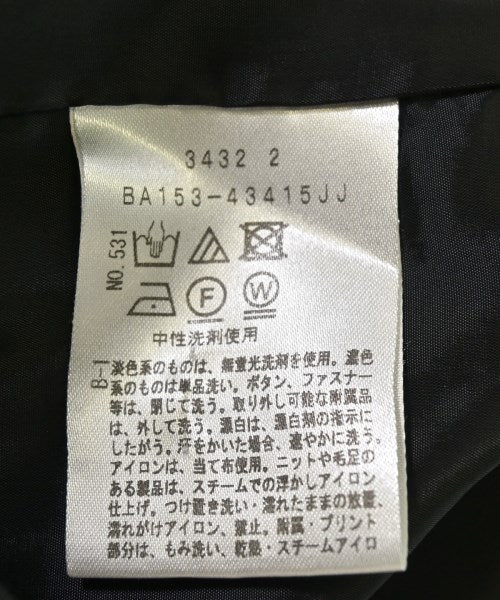 3432 2
BA153-43415JJ
NO.531
F
W
中性洗剤使用
B-1
淡色系のものは、無蛍光洗剤を使用。濃色
系のものは単品洗い。ボタン、ファスナー
等は、閉じて洗う。取り外し可能な附属品
は、外して洗う。漂白は、漂白剤の指示に
したがう。汗をかいた場合、速やかに洗う。
アイロンは、当て布使用。ニットや毛足の
ある製品は、スチームでの浮かしアイロン
仕上げ。つけ置き洗い・濡れたままの放置、
濡れがけアイロン、禁止。附属・プリント
部分は、もみ洗い、乾熱・スチームアイロ